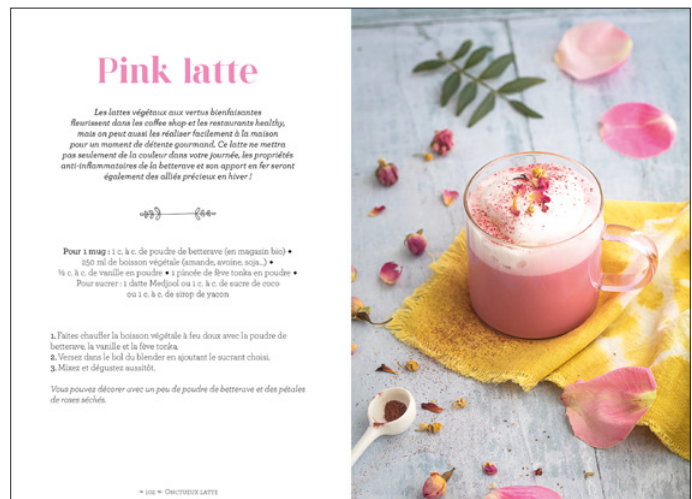 Pink latte
Les lattes végétaux aux vertus bienfaisantes
fleurissent dans les coffee shop et les restaurants healthy,
mais on peut aussi les réaliser facilement à la maison
pour un moment de détente gourmand. Ce latte ne mettra
pas seulement de la couleur dans votre journée, les propriétés
anti-inflammatoires de la betterave et son apport en fer seront
également des alliés précieux en hiver !
Pour 1 mug : 1 c. à c. de poudre de betterave (en magasin bio) ✦
250 ml de boisson végétale (amande, avoine, soja...) ✦
½ c. à c. de vanille en poudre ✦ 1 pincée de fève tonka en poudre ✦
Pour sucrer : 1 datte Medjool ou 1 c. à c. de sucre de coco
ou 1 c. à c. de sirop de yacon
1. Faites chauffer la boisson végétale à feu doux avec la poudre de
betterave, la vanille et la fève tonka.
2. Versez dans le bol du blender en ajoutant le sucrant choisi.
3. Mixez et dégustez aussitôt.
Vous pouvez décorer avec un peu de poudre de betterave et des pétales
de roses séchés.
102 Onctueux latte